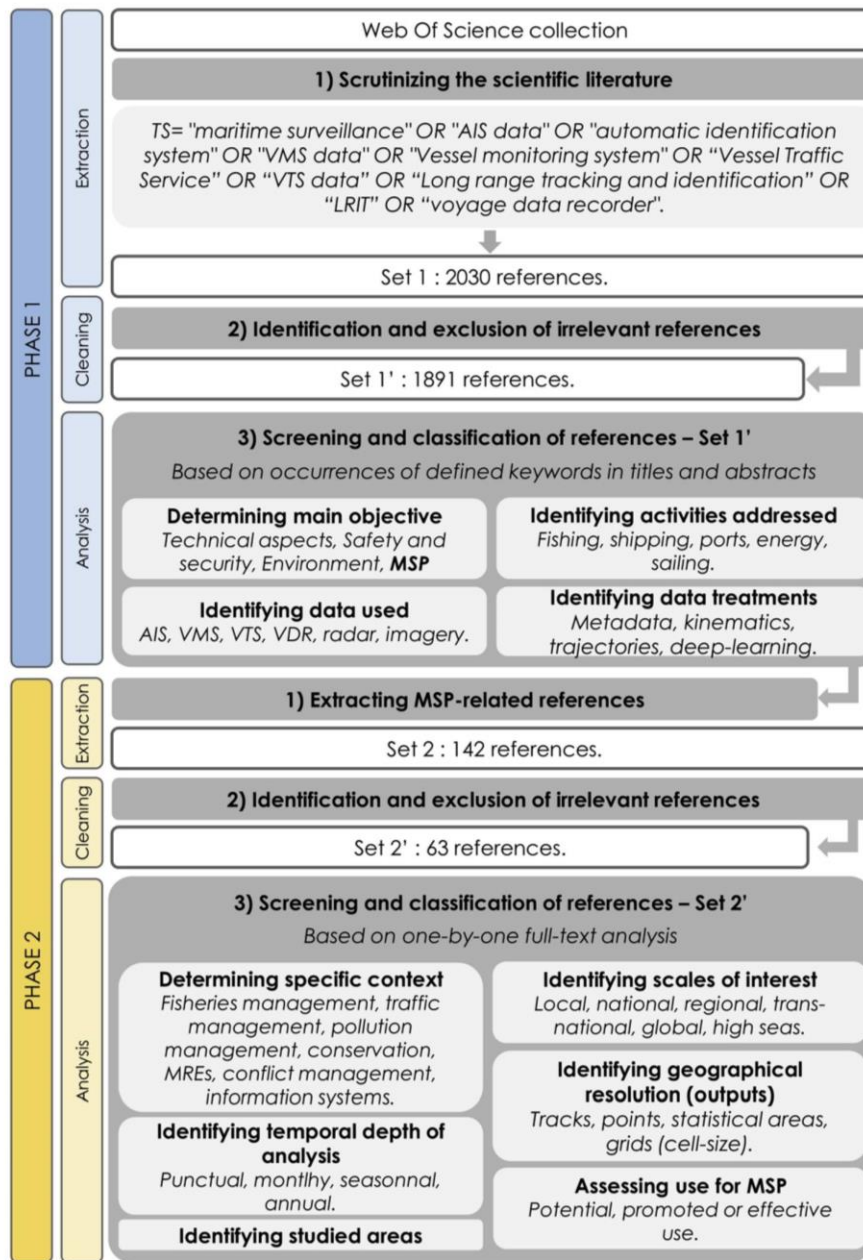 PHASE 1
Extraction
Web Of Science collection
1) Scrutinizing the scientific literature
TS= "maritime surveillance" OR "AIS data" OR "automatic identification
system" OR "VMS data" OR "Vessel monitoring system" OR “Vessel Traffic
Service” OR “VTS data” OR “Long range tracking and identification” OR
“LRIT” OR “voyage data recorder".
Set 1 : 2030 references.
Cleaning
2) Identification and exclusion of irrelevant references
Set 1’ : 1891 references.
Analysis
3) Screening and classification of references – Set 1’
Based on occurrences of defined keywords in titles and abstracts
Determining main objective
Technical aspects, Safety and
security, Environment, MSP
Identifying activities addressed
Fishing, shipping, ports, energy,
sailing.
Identifying data used
AIS, VMS, VTS, VDR, radar, imagery.
Identifying data treatments
Metadata, kinematics,
trajectories, deep-learning.
PHASE 2
Extraction
1) Extracting MSP-related references
Set 2 : 142 references.
Cleaning
2) Identification and exclusion of irrelevant references
Set 2’ : 63 references.
Analysis
3) Screening and classification of references – Set 2’
Based on one-by-one full-text analysis
Determining specific context
Fisheries management, traffic
management, pollution
management, conservation,
MREs, conflict management,
information systems.
Identifying temporal depth of
analysis
Punctual, montlhy, seasonnal,
annual.
Identifying studied areas
Identifying scales of interest
Local, national, regional, trans-
national, global, high seas.
Identifying geographical
resolution (outputs)
Tracks, points, statistical areas,
grids (cell-size).
Assessing use for MSP
Potential, promoted or effective
use.